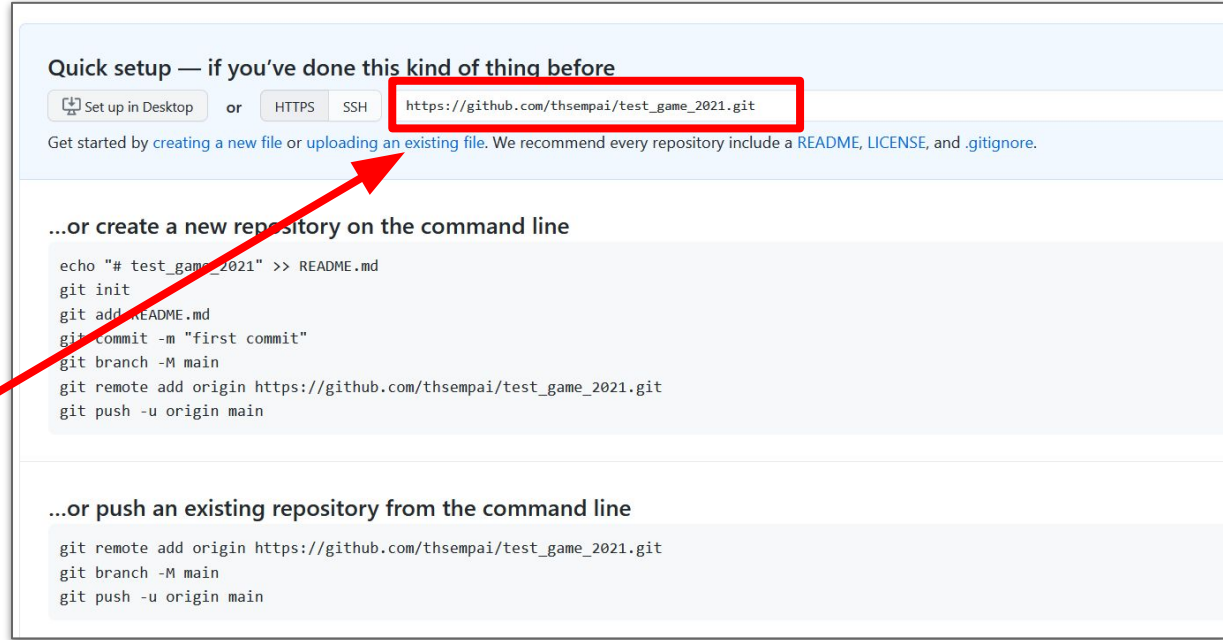 Quick setup — if you've done this kind of thing before
Set up in Desktop or HTTPS SSH https://github.com/thsempai/test_game_2021.git
Get started by creating a new file or uploading an existing file. We recommend every repository include a README, LICENSE, and .gitignore.
...or create a new repository on the command line
echo "# test_game_2021" >> README.md
git init
git add README.md
git commit -m "first commit"
git branch -M main
git remote add origin https://github.com/thsempai/test_game_2021.git
git push -u origin main
...or push an existing repository from the command line
git remote add origin https://github.com/thsempai/test_game_2021.git
git branch -M main
git push -u origin main